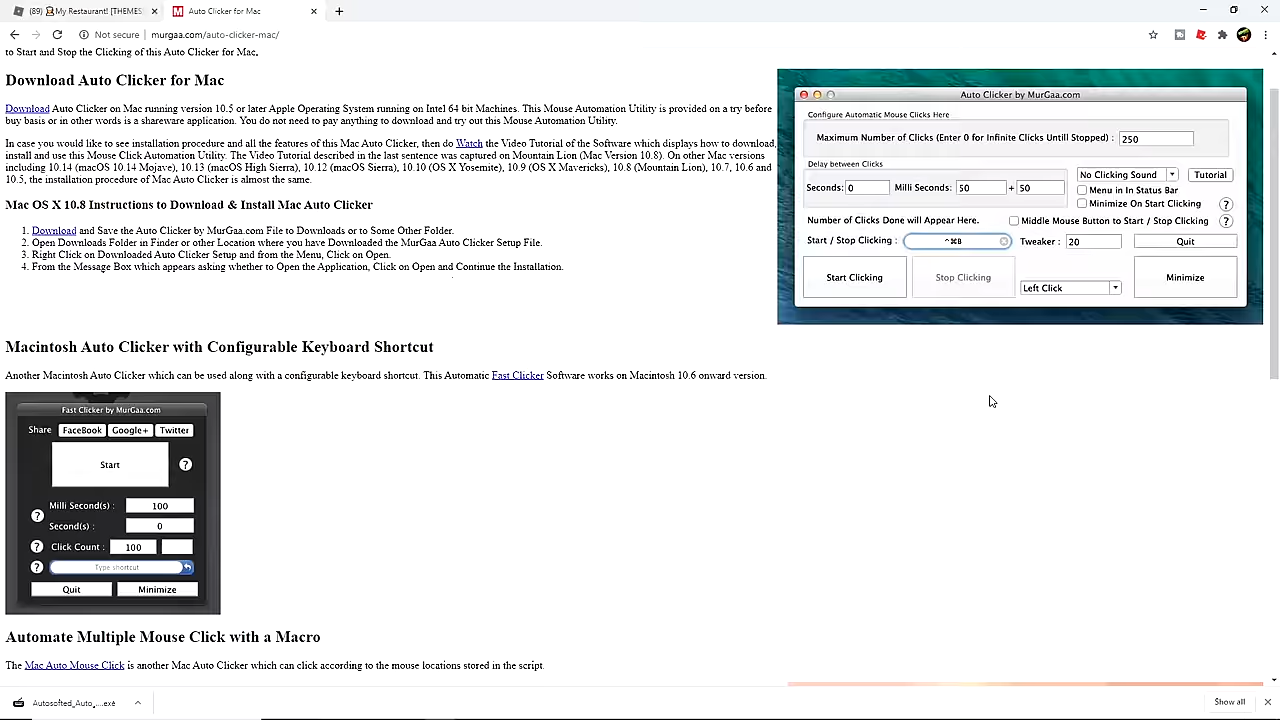 (89) My Restaurant! [THEMES
Auto Clicker for Mac
Not secure
murgaa.com/auto-clicker-mac/
to Start and Stop the Clicking of this Auto Clicker for Mac.
Download Auto Clicker for Mac
Download Auto Clicker for Mac running version 10.5 or later Apple Operating System running on Intel 64 bit Machines. This Mouse Automation Utility is provided on a try before
buy basis or in other words is a shareware application. You do not need to pay anything to download and try out this Mouse Automation Utility.
In case you would like to see installation procedure and all the features of this Mac Auto Clicker, then do Watch the Video Tutorial of the Software which displays how to download,
install and use this Mouse Click Automation Utility. The Video Tutorial described in the last sentence was captured on Mountain Lion (Mac Version 10.8). On other Mac versions
including 10.14 (macOS 10.14 Mojave), 10.13 (macOS High Sierra), 10.12 (macOS Sierra), 10.10 (OS X Yosemite), 10.9 (OS X Mavericks), 10.8 (Mountain Lion), 10.7, 10.6 and
10.5, the installation procedure of Mac Auto Clicker is almost the same.
Mac OS X 10.8 Instructions to Download & Install Mac Auto Clicker
1. Download and Save the Auto Clicker by MurGaa.com File to Downloads or to Some Other Folder.
2. Open Downloads Folder in Finder or other Location where you have Downloaded the MurGaa Auto Clicker Setup File.
3. Right Click on Downloaded Auto Clicker Setup and from the Menu, Click on Open.
4. From the Message Box which appears asking whether to Open the Application, Click on Open and Continue the Installation.
Auto Clicker by MurGaa.com
Configure Automatic Mouse Clicks Here
Maximum Number of Clicks (Enter 0 for Infinite Clicks Untill Stopped) : 250
Delay between Clicks
Seconds: 0 Milli Seconds: 50 + 50
No Clicking Sound
Tutorial
Menu in In Status Bar
Minimize On Start Clicking ?
Number of Clicks Done will Appear Here.
Middle Mouse Button to Start / Stop Clicking ?
Start / Stop Clicking : ^⌘B
Tweaker : 20
Quit
Start Clicking
Stop Clicking
Left Click
Minimize
Macintosh Auto Clicker with Configurable Keyboard Shortcut
Another Macintosh Auto Clicker which can be used along with a configurable keyboard shortcut. This Automatic Fast Clicker Software works on Macintosh 10.6 onward version.
Fast Clicker by MurGaa.com
Share FaceBook Google+ Twitter
Start ?
Milli Second(s) : 100
?
Second(s) : 0
? Click Count : 100
? Type shortcut
Quit Minimize
Automate Multiple Mouse Click with a Macro
The Mac Auto Mouse Click is another Mac Auto Clicker which can click according to the mouse locations stored in the script.
Autosofted_Auto_....exe
Show all